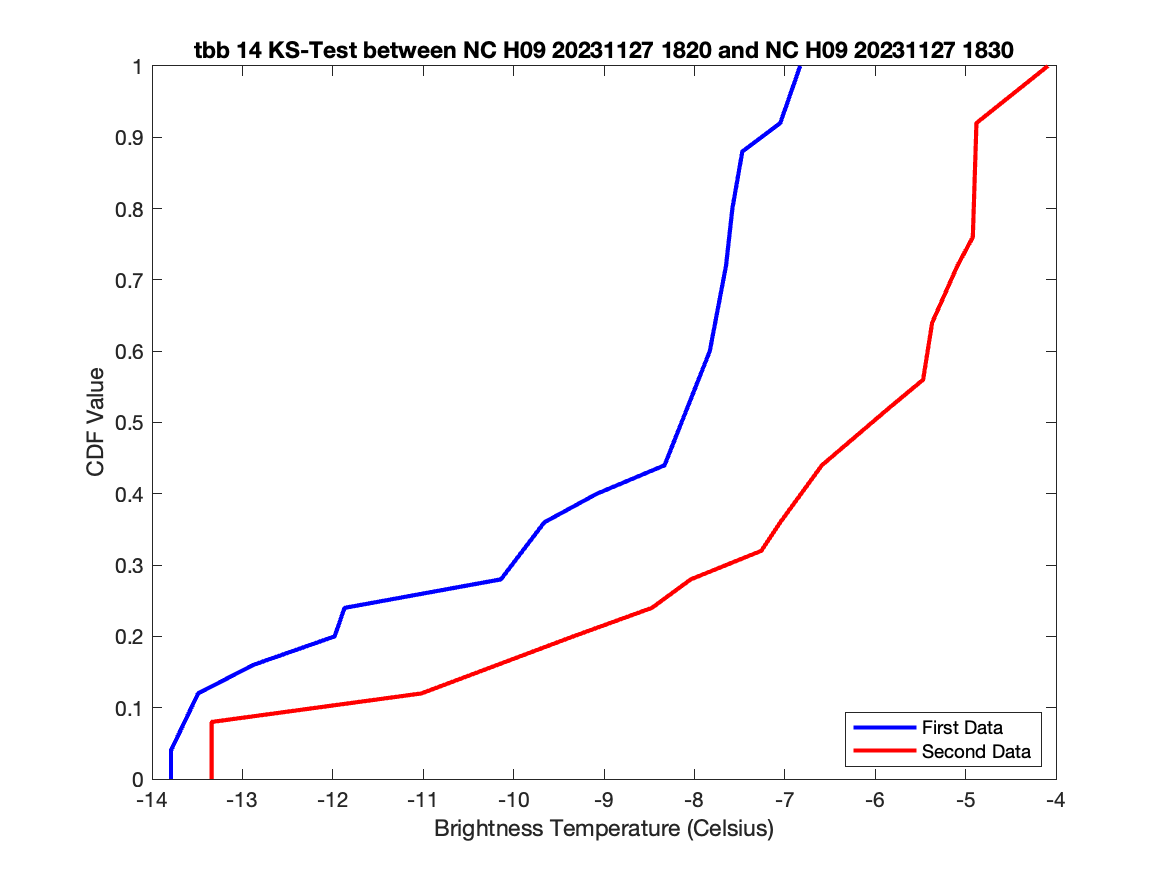 tbb 14 KS-Test between NC H09 20231127 1820 and NC H09 20231127 1830
1
0.9
0.8
0.7
0.6
0.5
0.4
0.3
0.2
0.1
0
CDF Value
First Data
Second Data
-14 -13 -12 -11 -10 -9 -8 -7 -6 -5 -4
Brightness Temperature (Celsius)